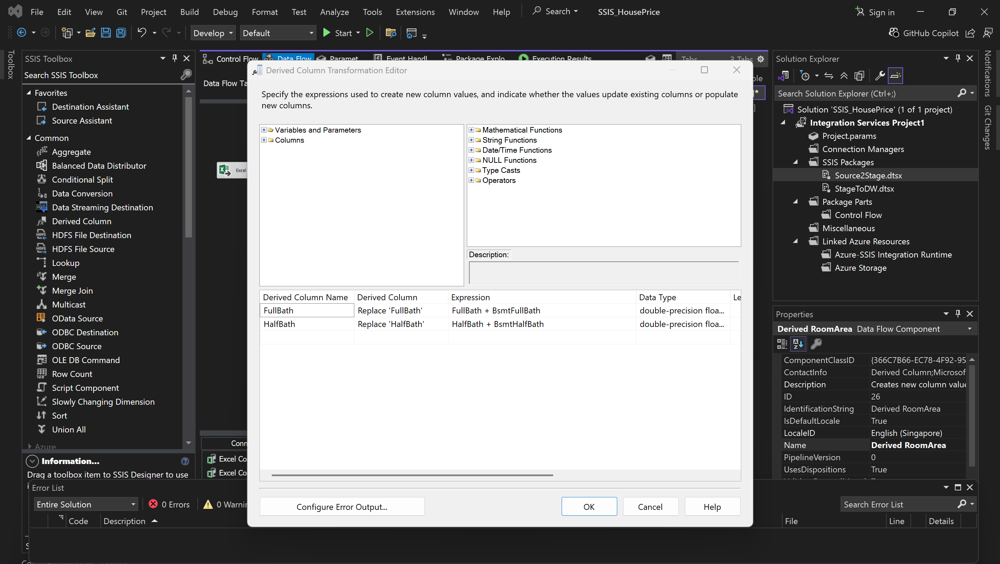 File Edit View Git Project Build Debug Format Test Analyze Tools Extensions Window Help Search SSIS_HousePrice Sign in
Develop Default Start GitHub Copilot
Toolbox
SSIS Toolbox
Search SSIS Toolbox
Favorites
Destination Assistant
Source Assistant
Common
Aggregate
Balanced Data Distributor
Conditional Split
Data Conversion
Data Streaming Destination
Derived Column
HDFS File Destination
HDFS File Source
Lookup
Merge
Merge Join
Multicast
OData Source
ODBC Destination
ODBC Source
OLE DB Command
Row Count
Script Component
Slowly Changing Dimension
Sort
Union All
Azure
Information...
Drag a toolbox item to SSIS Designer to use
Control Flow Data Flow Paramet Event Handl Package Explo Execution Results Tabs 3 Tabs
Data Flow Ta
Excel
Conn
Excel Co
Excel Co
Derived Column Transformation Editor
Specify the expressions used to create new column values, and indicate whether the values update existing columns or populate
new columns.
Variables and Parameters
Columns
Mathematical Functions
String Functions
Date/Time Functions
NULL Functions
Type Casts
Operators
Description:
Derived Column Name Derived Column Expression Data Type Le
FullBath Replace 'FullBath' FullBath + BsmtFullBath double-precision floa...
HalfBath Replace 'HalfBath' HalfBath + BsmtHalfBath double-precision floa...
Configure Error Output... OK Cancel Help
Solution Explorer
Search Solution Explorer (Ctrl+;)
Solution 'SSIS_HousePrice' (1 of 1 project)
Integration Services Project1
Project.params
Connection Managers
SSIS Packages
Source2Stage.dtsx
StageToDW.dtsx
Package Parts
Control Flow
Miscellaneous
Linked Azure Resources
Azure-SSIS Integration Runtime
Azure Storage
Notifications
Git Changes
Properties
Derived RoomArea Data Flow Component
ComponentClassID {366C7B66-EC78-4F92-95
ContactInfo Derived Column;Microsof
Description Creates new column value
ID 26
IdentificationString Derived RoomArea
IsDefaultLocale True
LocaleID English (Singapore)
Name Derived RoomArea
PipelineVersion 0
UsesDispositions True
Error List
Entire Solution 0 Errors 0 Warnin Search Error List
Code Description File Line Details